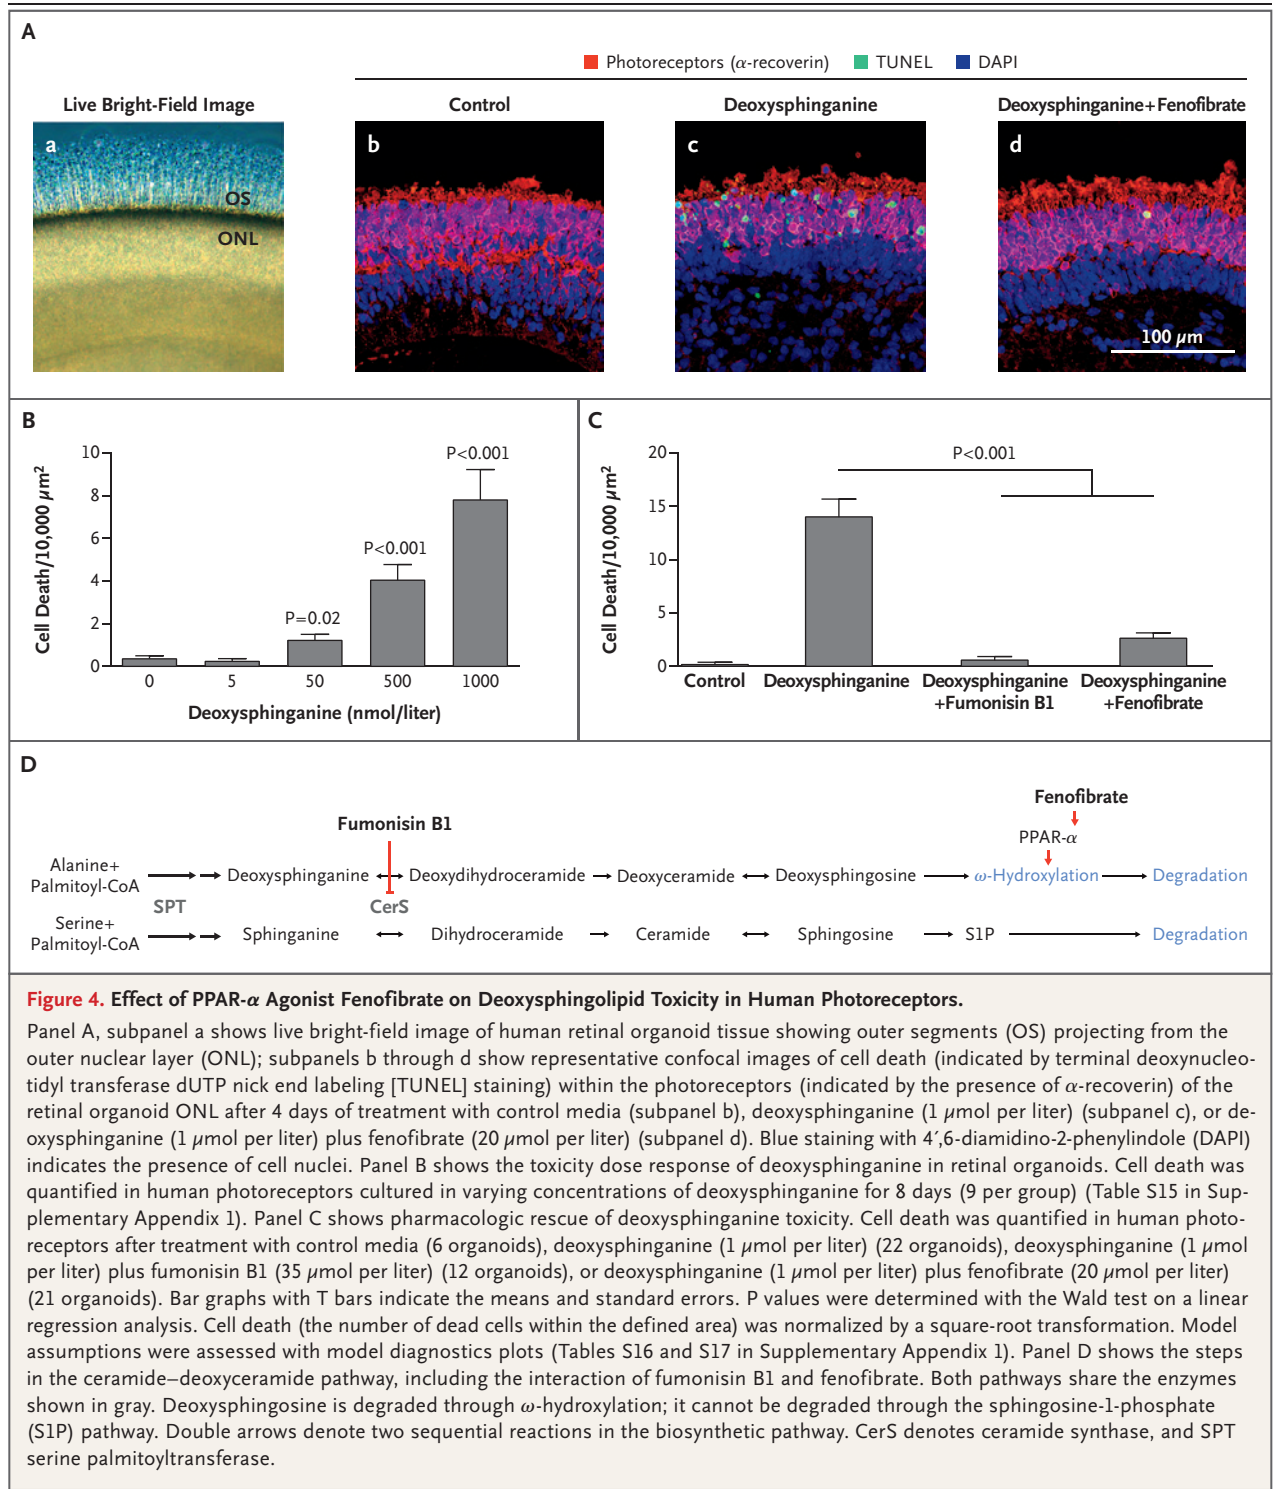 A
Photoreceptors (α-recoverin) TUNEL DAPI
Live Bright-Field Image Control Deoxysphinganine Deoxysphinganine+Fenofibrate
a b c d
OS
ONL
100 µm
B
Cell Death/10,000 µm²
10
8
6
4
2
0
P=0.02
P<0.001
P<0.001
0 5 50 500 1000
Deoxysphinganine (nmol/liter)
C
Cell Death/10,000 µm²
20
15
10
5
0
P<0.001
Control Deoxysphinganine Deoxysphinganine Deoxysphinganine
+Fumonisin B1 +Fenofibrate
D
Fenofibrate
Fumonisin B1
PPAR-α
Alanine+
Palmitoyl-CoA
Deoxysphinganine Deoxydihydroceramide Deoxyceramide Deoxysphingosine ω-Hydroxylation Degradation
SPT CerS
Serine+
Palmitoyl-CoA
Sphinganine Dihydroceramide Ceramide Sphingosine S1P Degradation
Figure 4. Effect of PPAR-α Agonist Fenofibrate on Deoxysphingolipid Toxicity in Human Photoreceptors.
Panel A, subpanel a shows live bright-field image of human retinal organoid tissue showing outer segments (OS) projecting from the
outer nuclear layer (ONL); subpanels b through d show representative confocal images of cell death (indicated by terminal deoxynucleo-
tidyl transferase dUTP nick end labeling [TUNEL] staining) within the photoreceptors (indicated by the presence of α-recoverin) of the
retinal organoid ONL after 4 days of treatment with control media (subpanel b), deoxysphinganine (1 µmol per liter) (subpanel c), or de-
oxysphinganine (1 µmol per liter) plus fenofibrate (20 µmol per liter) (subpanel d). Blue staining with 4′,6-diamidino-2-phenylindole (DAPI)
indicates the presence of cell nuclei. Panel B shows the toxicity dose response of deoxysphinganine in retinal organoids. Cell death was
quantified in human photoreceptors cultured in varying concentrations of deoxysphinganine for 8 days (9 per group) (Table S15 in Sup-
plementary Appendix 1). Panel C shows pharmacologic rescue of deoxysphinganine toxicity. Cell death was quantified in human photo-
receptors after treatment with control media (6 organoids), deoxysphinganine (1 µmol per liter) (22 organoids), deoxysphinganine (1 µmol
per liter) plus fumonisin B1 (35 µmol per liter) (12 organoids), or deoxysphinganine (1 µmol per liter) plus fenofibrate (20 µmol per liter)
(21 organoids). Bar graphs with T bars indicate the means and standard errors. P values were determined with the Wald test on a linear
regression analysis. Cell death (the number of dead cells within the defined area) was normalized by a square-root transformation. Model
assumptions were assessed with model diagnostics plots (Tables S16 and S17 in Supplementary Appendix 1). Panel D shows the steps
in the ceramide–deoxyceramide pathway, including the interaction of fumonisin B1 and fenofibrate. Both pathways share the enzymes
shown in gray. Deoxysphingosine is degraded through ω-hydroxylation; it cannot be degraded through the sphingosine-1-phosphate
(S1P) pathway. Double arrows denote two sequential reactions in the biosynthetic pathway. CerS denotes ceramide synthase, and SPT
serine palmitoyltransferase.